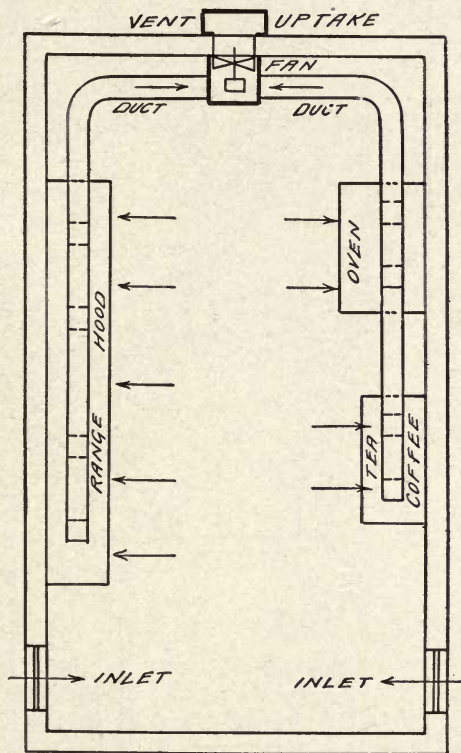 VENT UPTAKE
FAN
DUCT DUCT
RANGE HOOD
OVEN
TEA
COFFEE
INLET INLET